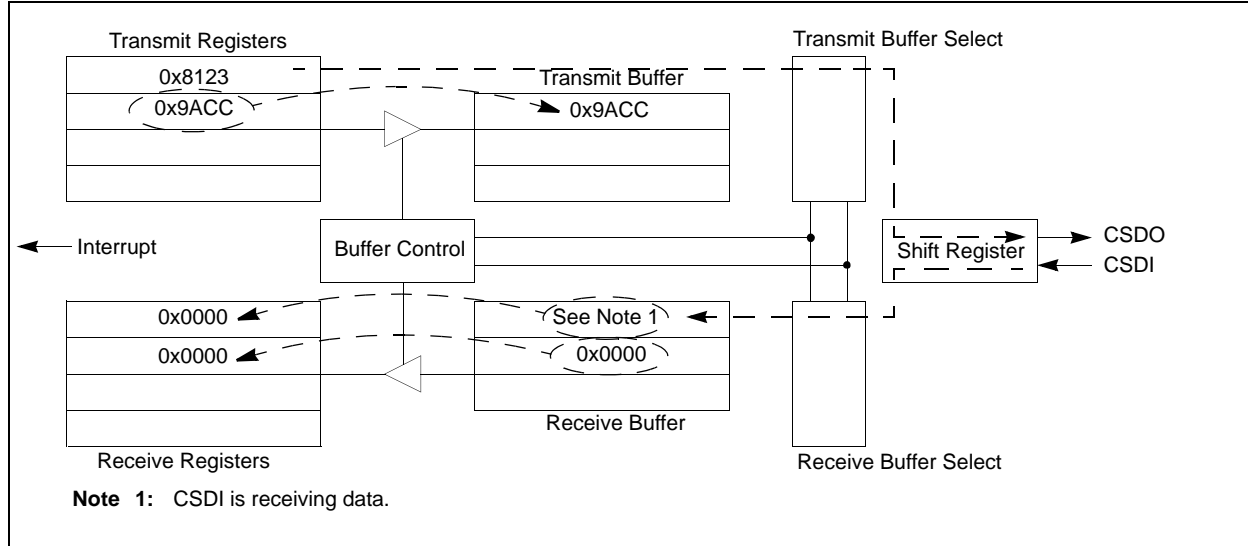 Transmit Registers
Transmit Buffer Select
0x8123
Transmit Buffer
0x9ACC
0x9ACC
Interrupt
Buffer Control
Shift Register
CSDO
CSDI
0x0000
See Note 1
0x0000
0x0000
Receive Buffer
Receive Registers
Receive Buffer Select
Note 1: CSDI is receiving data.